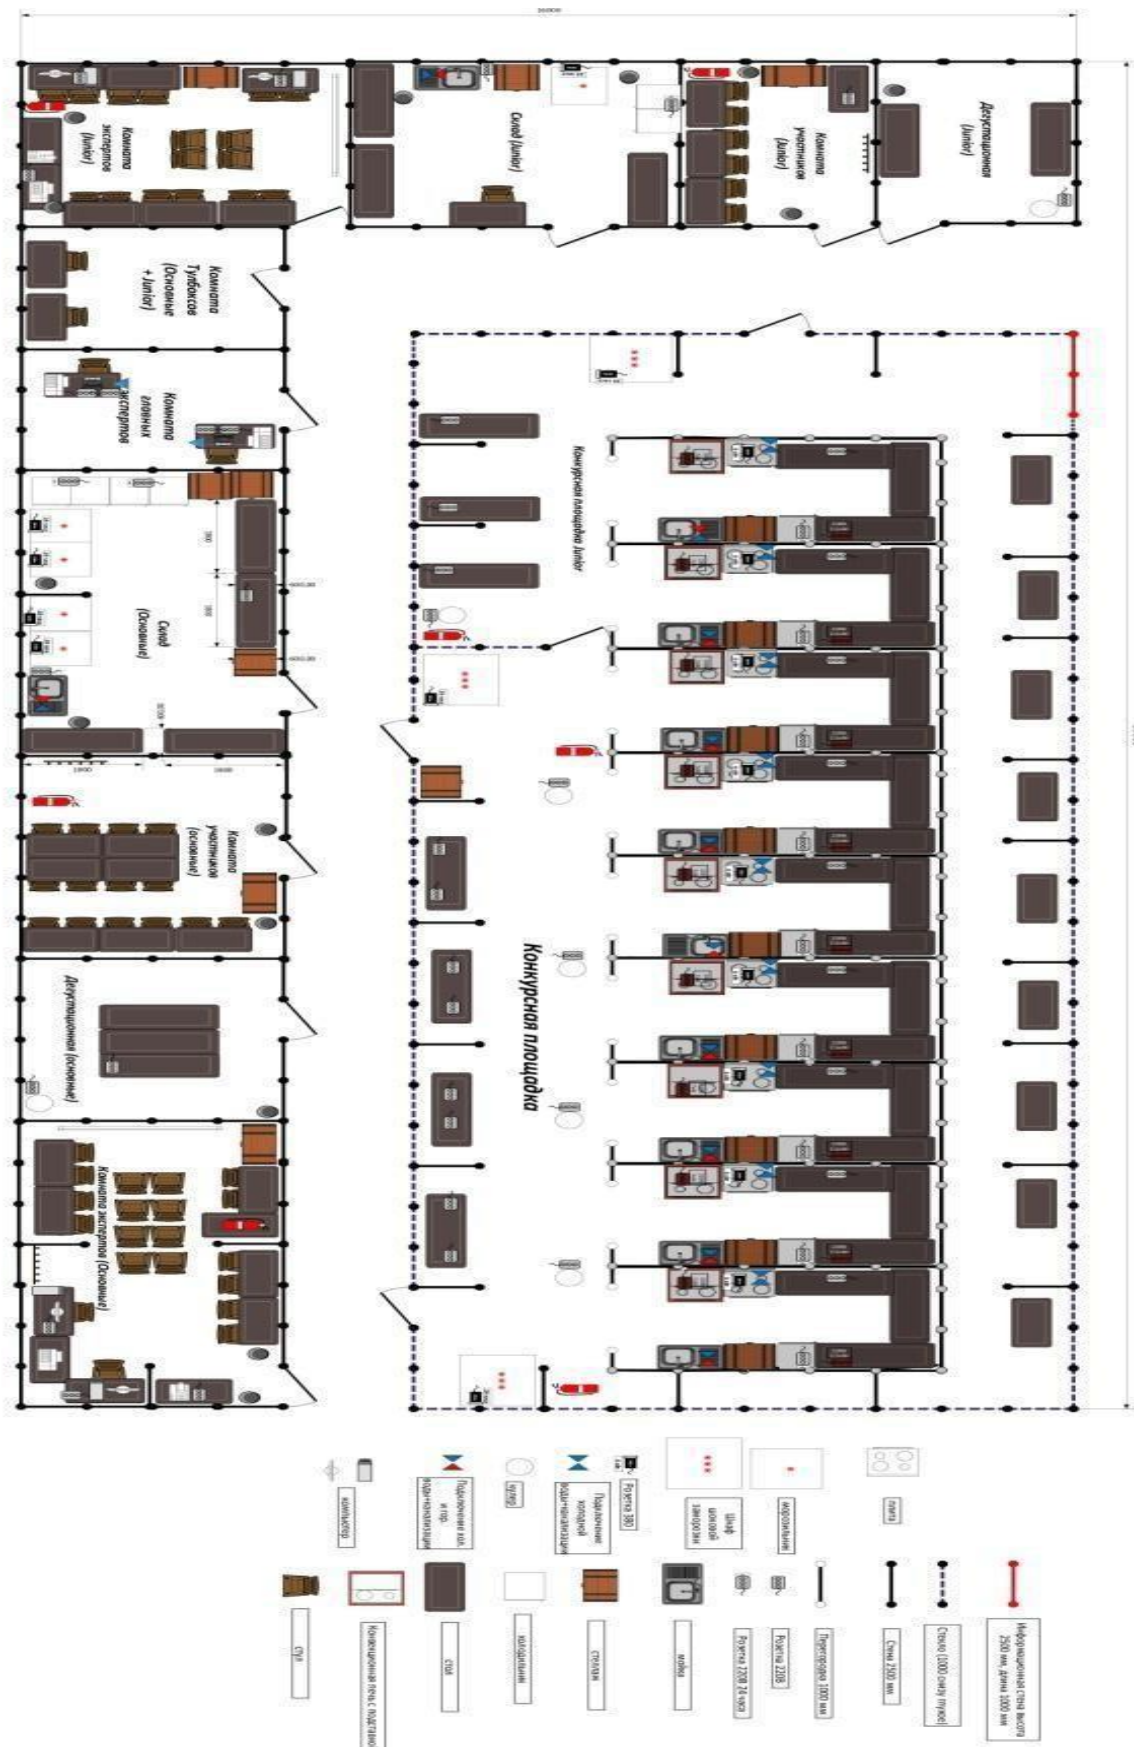 16000
Комната
экспертов
(Junior)
Склад (Junior)
Комната
участников
(Junior)
Дегустационная
(Junior)
Комната
Тулбоксов
(Основные
+ Junior)
Комната
главных
экспертов
Склад
(Основные)
1800
1800
Комната
участников
(основные)
Дегустационная (основные)
Комната экспертов (Основные)
Конкурсная площадка Junior
Конкурсная площадка
плита
морозильник
Шкаф
шоковой
заморозки
Розетка 380
Подключение
холодной
воды+канализации
кулер
Подключение хол.
и гор.
воды+канализации
компьютер
Информационная стена высота
2500 мм, длина 1000 мм
Стекло (1000 снизу глухое)
Стена 2500 мм
Перегородка 1000 мм
Розетка 220В
Розетка 220В 24 часа
мойка
стеллаж
холодильник
стол
Конвекционная печь с подставкой
стул